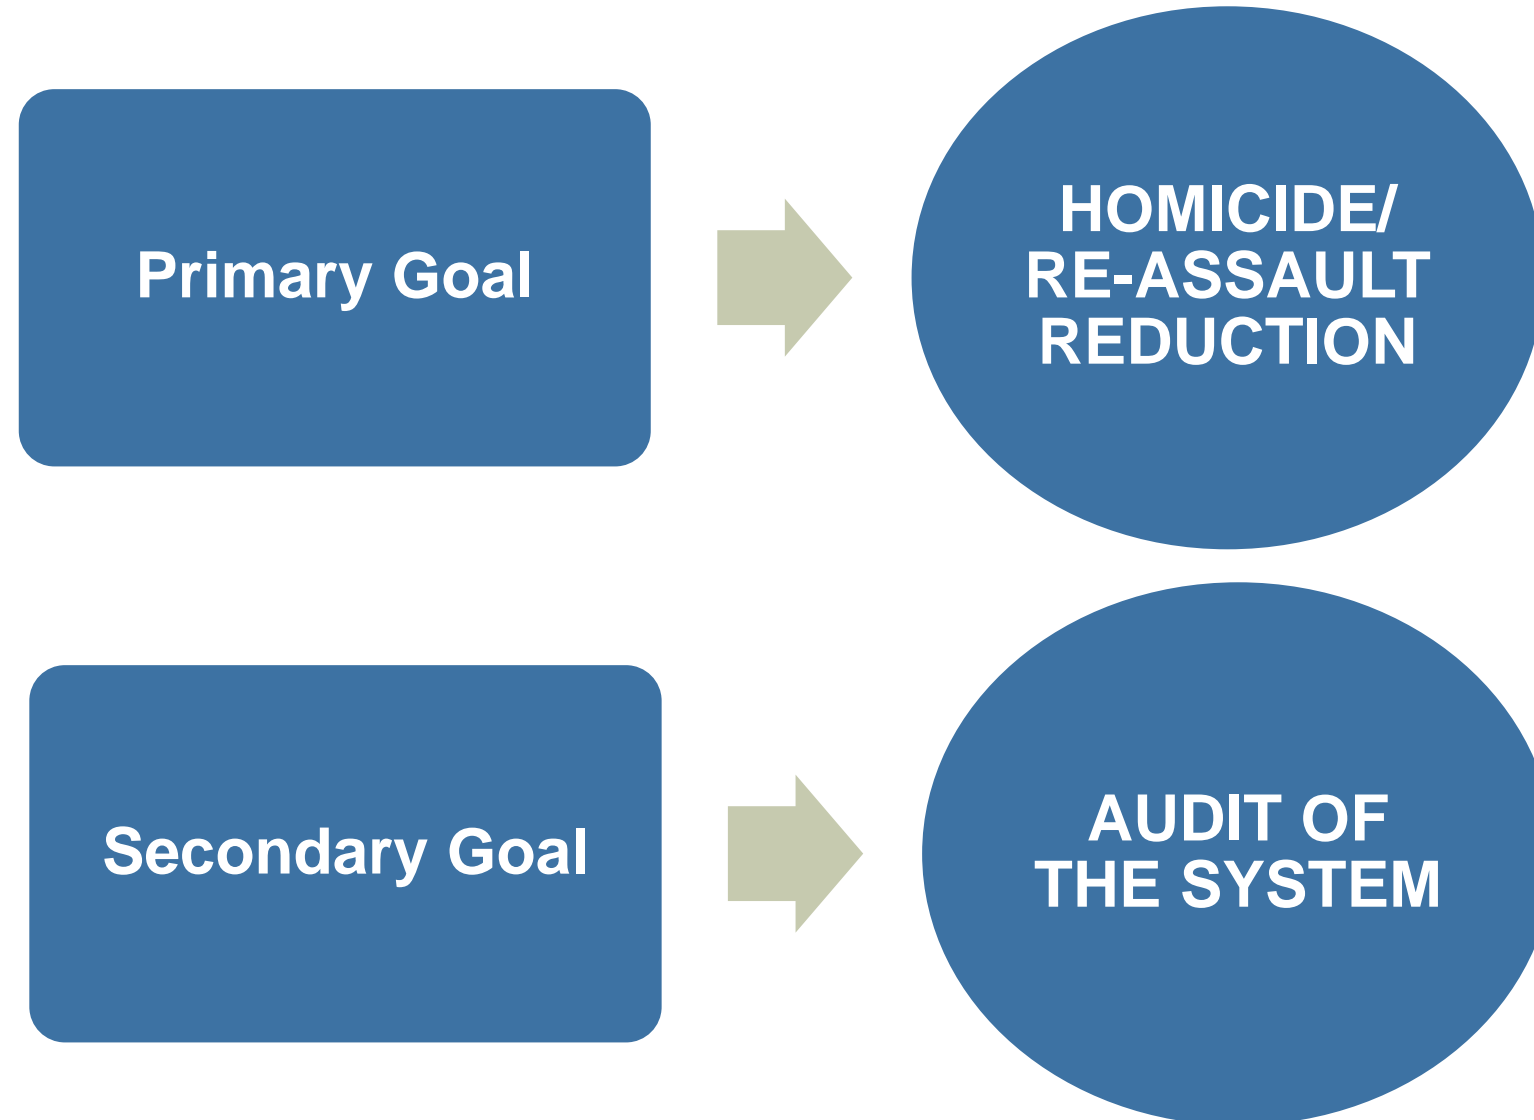 Primary Goal
HOMICIDE/
RE-ASSAULT
REDUCTION
Secondary Goal
AUDIT OF
THE SYSTEM